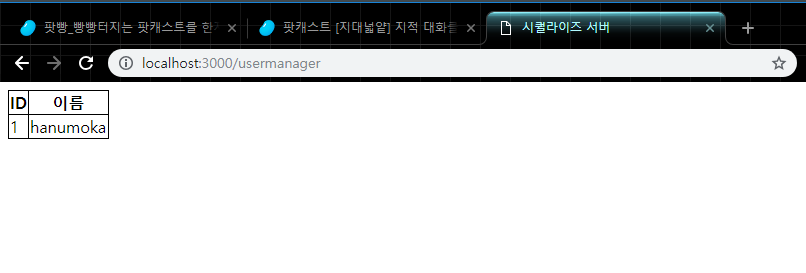 팟빵_빵빵터지는 팟캐스트를 한
팟캐스트 [지대넓얕] 지적 대화를
시퀄라이즈 서버
localhost:3000/usermanager
ID 이름
1 hanumoka